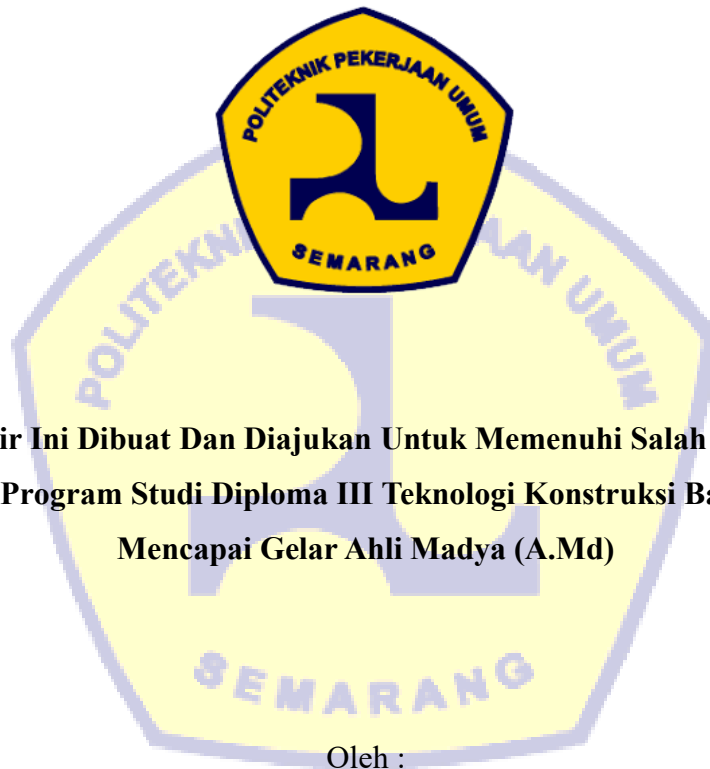 POLITEKNIK PEKERJAAN UMUM
SEMARANG
ir Ini Dibuat Dan Diajukan Untuk Memenuhi Salah
Program Studi Diploma III Teknologi Konstruksi Ba
Mencapai Gelar Ahli Madya (A.Md)
SEMARANG
Oleh :